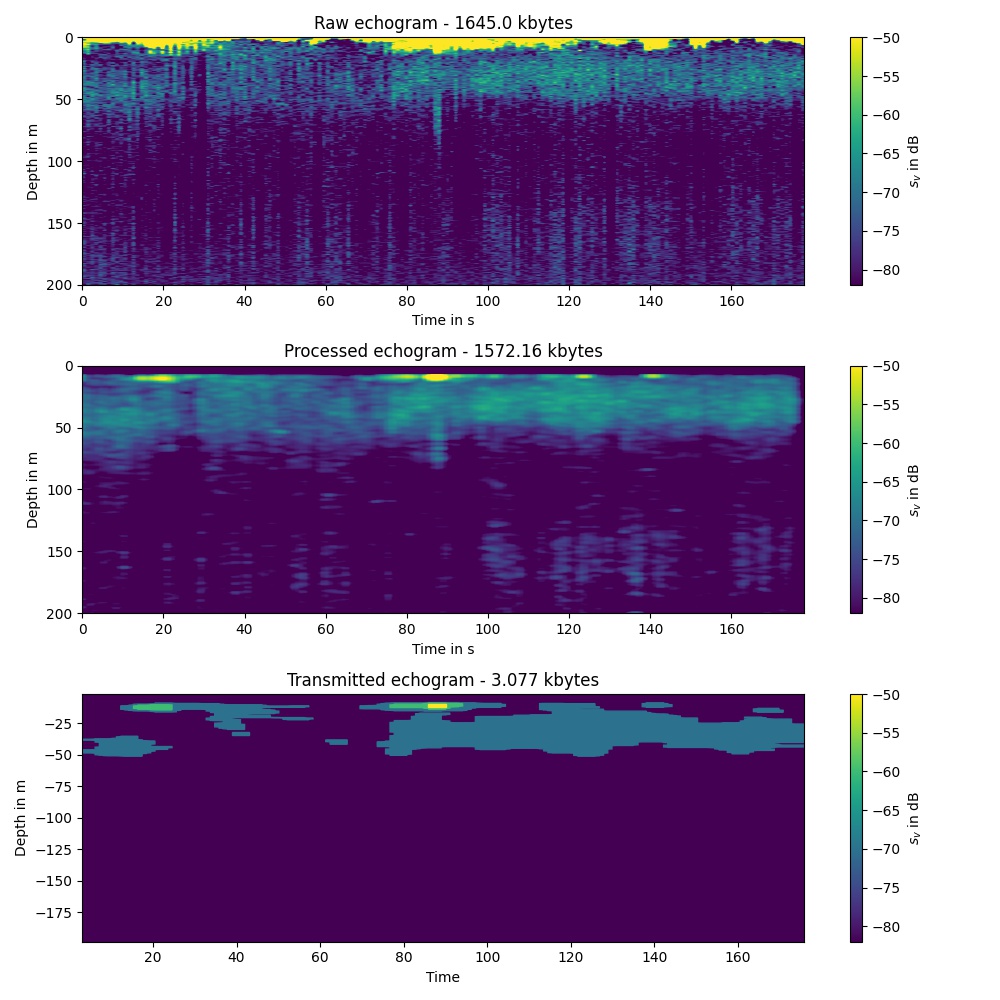 Raw echogram - 1645.0 kbytes
0
50
100
150
200
Depth in m
0 20 40 60 80 100 120 140 160
Time in s
−50
−55
−60
−65
−70
−75
−80
sv in dB
Processed echogram - 1572.16 kbytes
0
50
100
150
200
Depth in m
0 20 40 60 80 100 120 140 160
Time in s
−50
−55
−60
−65
−70
−75
−80
sv in dB
Transmitted echogram - 3.077 kbytes
−25
−50
−75
−100
−125
−150
−175
Depth in m
20 40 60 80 100 120 140 160
Time
−50
−55
−60
−65
−70
−75
−80
sv in dB